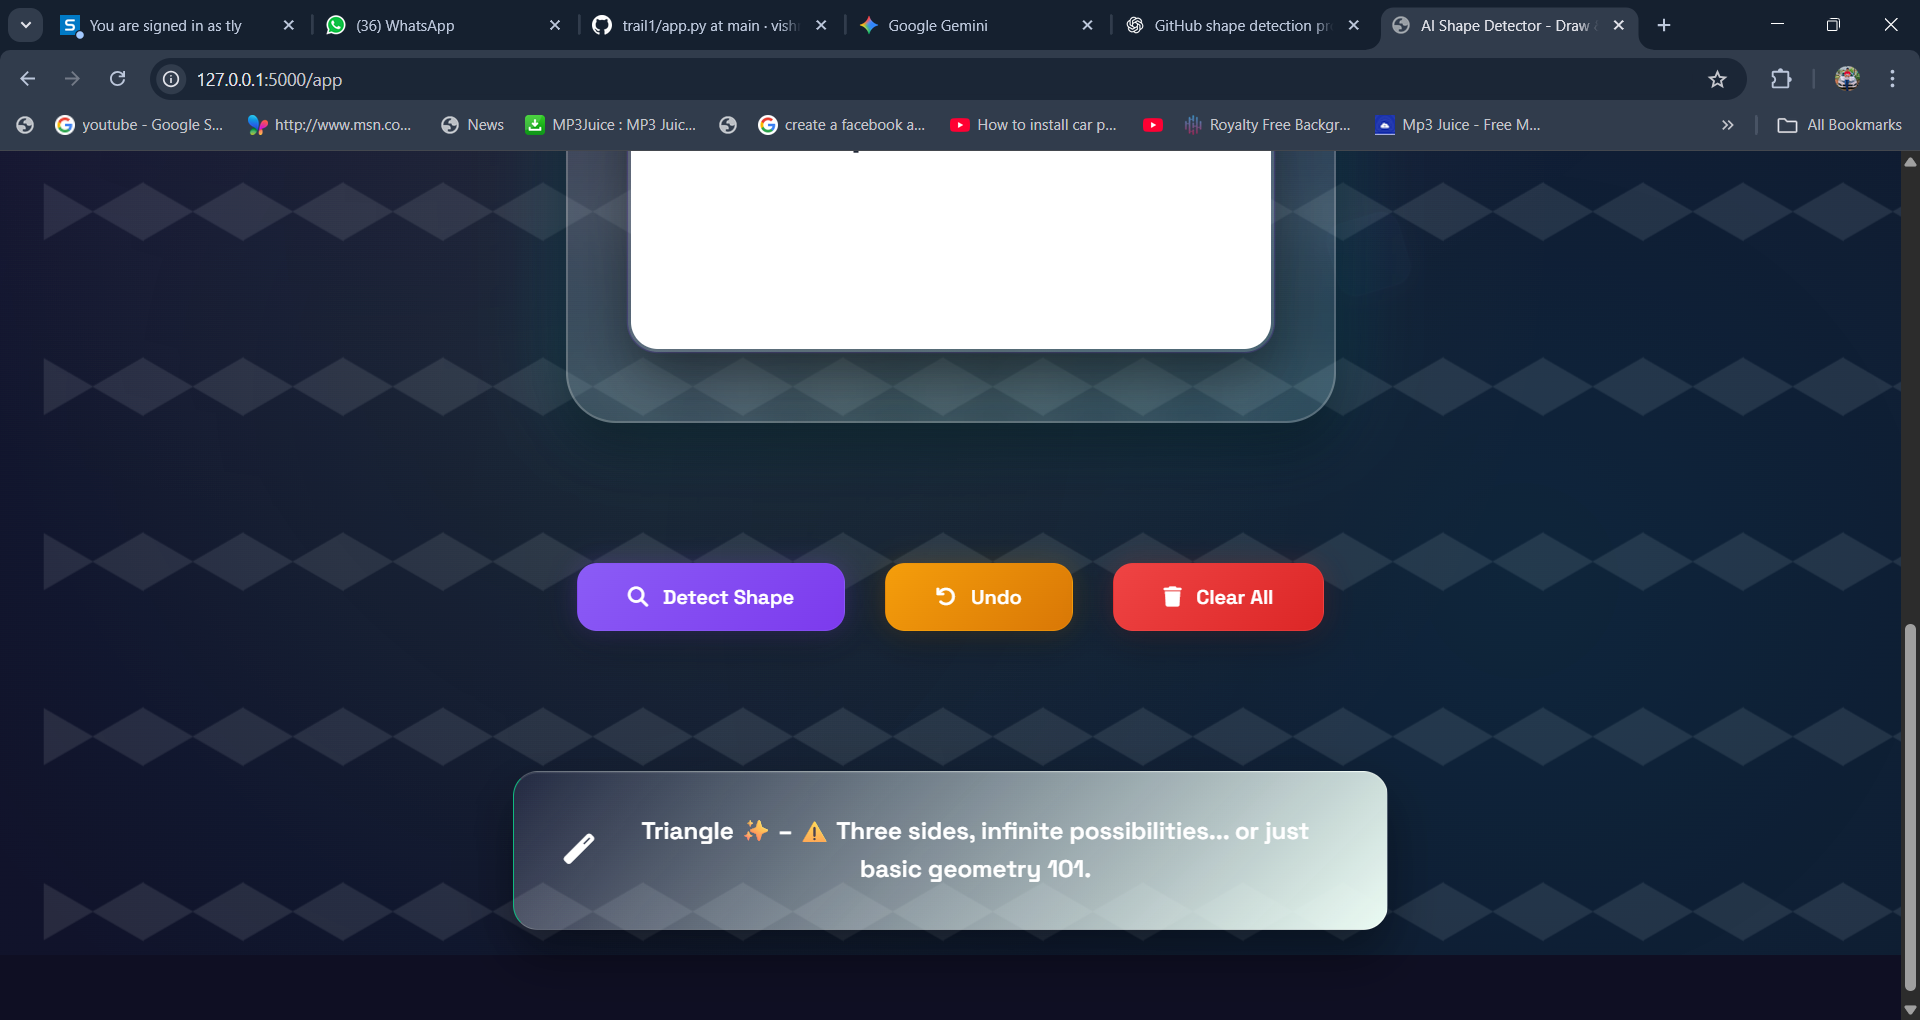 You are signed in as tly
(36) WhatsApp
trail1/app.py at main · vish
Google Gemini
GitHub shape detection pr
AI Shape Detector - Draw
127.0.0.1:5000/app
youtube - Google S...
http://www.msn.co...
News
MP3Juice : MP3 Juic...
create a facebook a...
How to install car p...
Royalty Free Backgr...
Mp3 Juice - Free M...
All Bookmarks
Detect Shape
Undo
Clear All
Triangle ✨ – ⚠️ Three sides, infinite possibilities... or just
basic geometry 101.